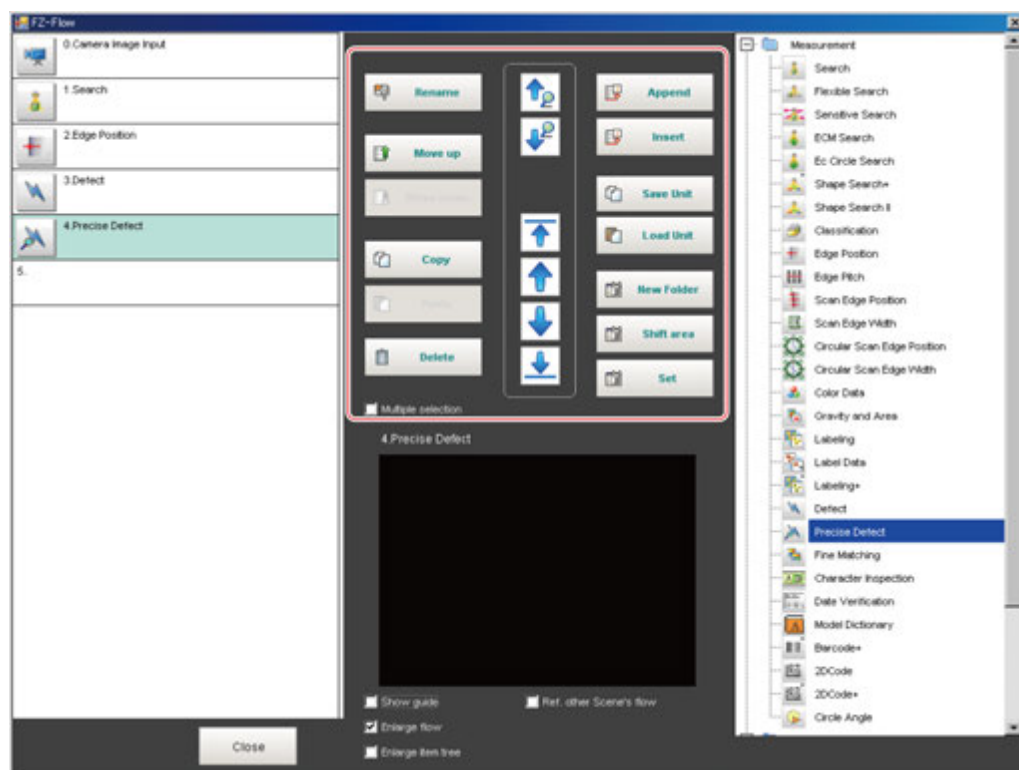 FZ-Flow
0.Camera Image Input
1.Search
2.Edge Position
3.Detect
4.Precise Defect
5.
Rename
Move up
Copy
Delete
Multiple selection
Append
Insert
Save Unit
Load Unit
New Folder
Shift area
Set
4.Precise Defect
Show guide
Ref. other Scene's flow
Enlarge flow
Enlarge item tree
Close
Measurement
Search
Flexible Search
Sensitive Search
ECM Search
Ec Circle Search
Shape Search+
Shape Search II
Classification
Edge Position
Edge Pitch
Scan Edge Position
Scan Edge Width
Circular Scan Edge Position
Circular Scan Edge Width
Color Data
Gravity and Area
Labeling
Label Data
Labeling+
Defect
Precise Defect
Fine Matching
Character Inspection
Date Verification
Model Dictionary
Barcode+
2DCode
2DCode+
Circle Angle